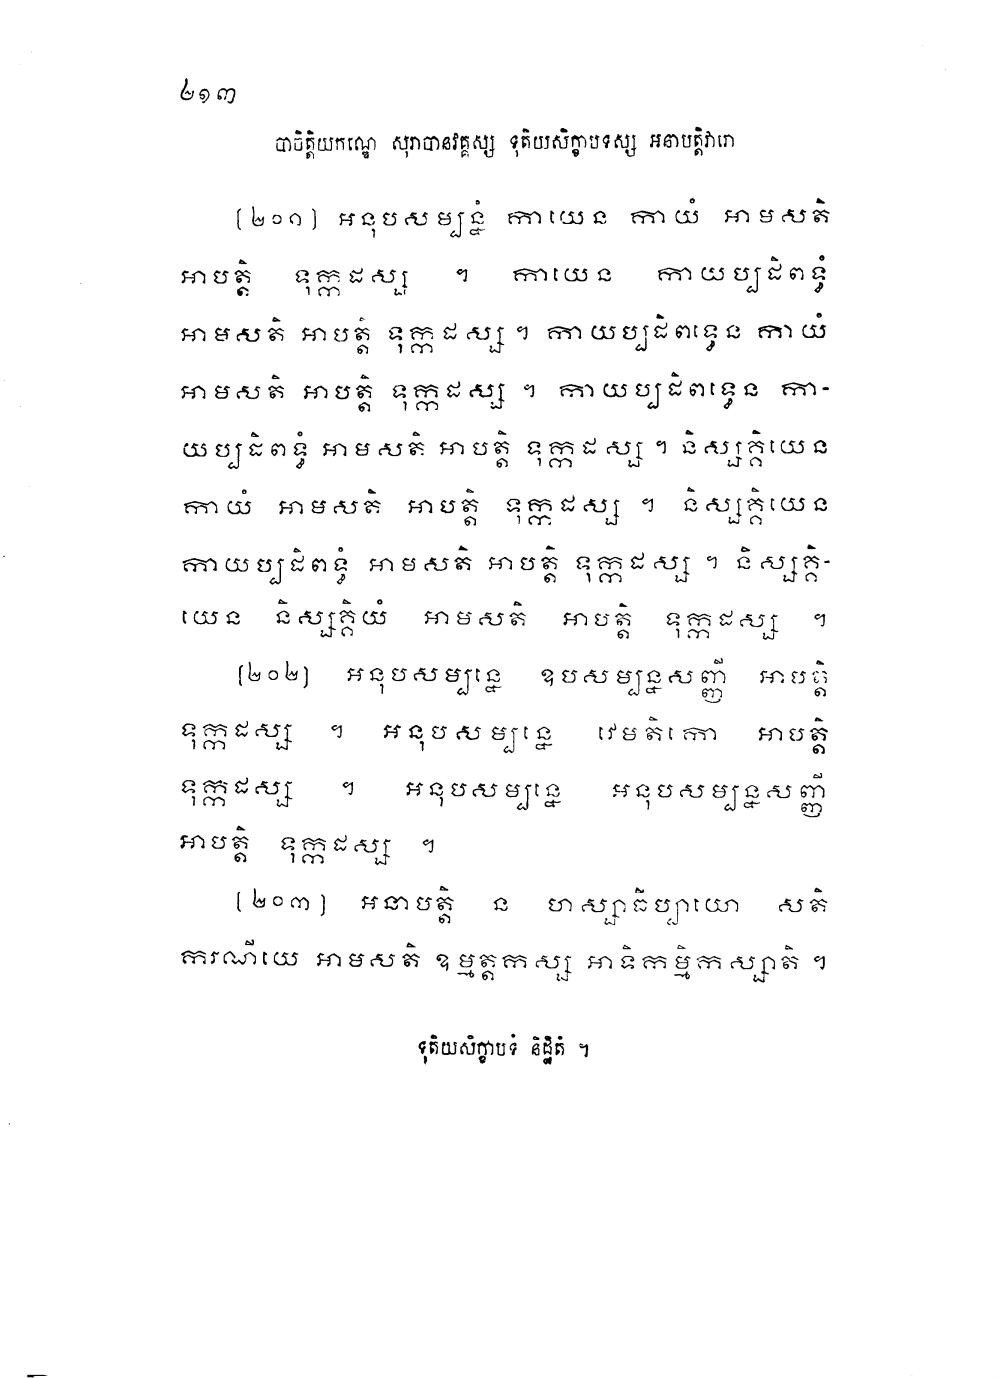 ៤១៣
បាចិត្តិយកណ្ឌេ សុរាបានវគ្គស្ស ទុតិយសិក្ខាបទស្ស អនាបត្តិវារោ
(២០១) អនុបសម្បន្នំ កាយេន កាយំ អាមសតិ
អាបត្តិ ទុក្កដស្ស ។ កាយេន កាយប្បដិពទ្ធំ
អាមសតិ អាបត្តិ ទុក្កដស្ស ។ កាយប្បដិពទ្ធេន កាយំ
អាមសតិ អាបត្តិ ទុក្កដស្ស ។ កាយប្បដិពទ្ធេន កា-
យប្បដិពទ្ធំ អាមសតិ អាបត្តិ ទុក្កដស្ស ។ និស្សគ្គិយេន
កាយំ អាមសតិ អាបត្តិ ទុក្កដស្ស ។ និស្សគ្គិយេន
កាយប្បដិពទ្ធំ អាមសតិ អាបត្តិ ទុក្កដស្ស ។ និស្សគ្គិ-
យេន និស្សគ្គិយំ អាមសតិ អាបត្តិ ទុក្កដស្ស ។
(២០២) អនុបសម្បន្នេ ឧបសម្បន្នសញ្ញី អាបត្តិ
ទុក្កដស្ស ។ អនុបសម្បន្នេ វេមតិកោ អាបត្តិ
ទុក្កដស្ស ។ អនុបសម្បន្នេ អនុបសម្បន្នសញ្ញី
អាបត្តិ ទុក្កដស្ស ។
(២០៣) អនាបត្តិ ន ហស្សាធិប្បាយោ សតិ
ករណីយេ អាមសតិ ឧម្មត្តកស្ស អាទិកម្មិកស្សាតិ ។
ទុតិយសិក្ខាបទំ និដ្ឋិតំ ។